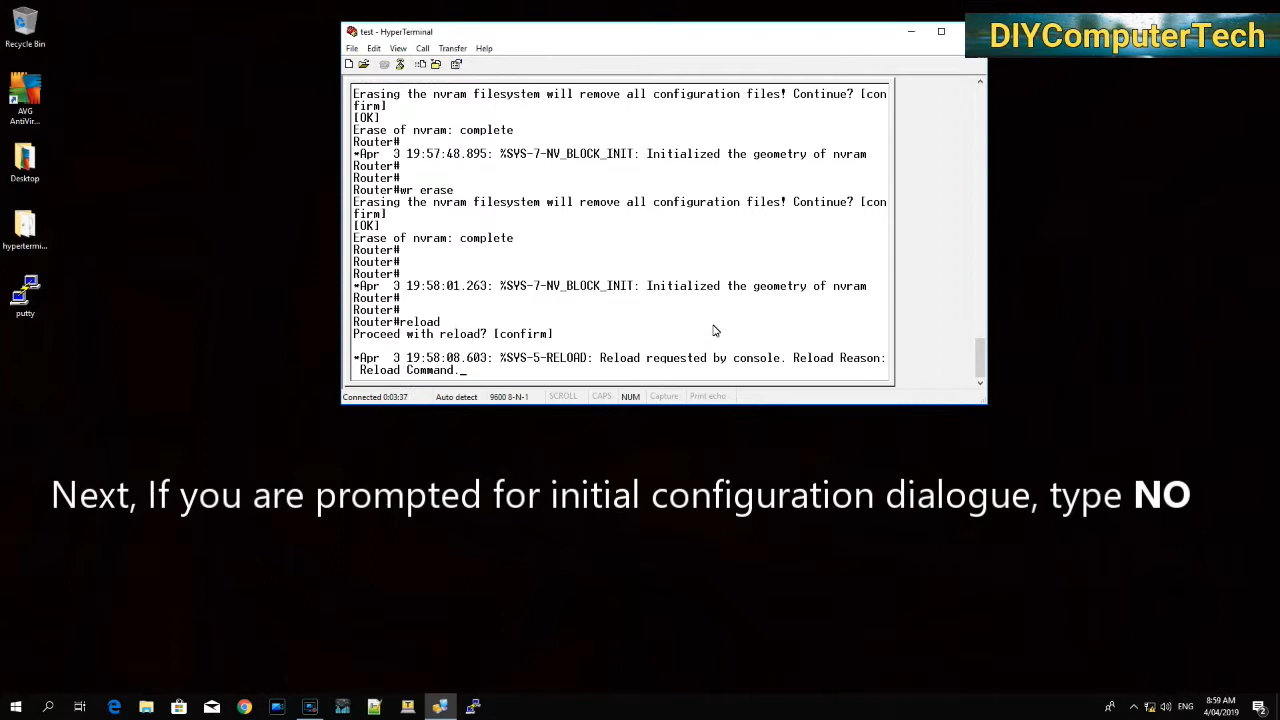 Recycle Bin
AVG
AntiVir...
Desktop
hypertermi...
putty
test - HyperTerminal
File Edit View Call Transfer Help
Erasing the nvram filesystem will remove all configuration files! Continue? [con
firm]
[OK]
Erase of nvram: complete
Router#
*Apr  3 19:57:48.895: %SYS-7-NV_BLOCK_INIT: Initialized the geometry of nvram
Router#
Router#
Router#wr erase
Erasing the nvram filesystem will remove all configuration files! Continue? [con
firm]
[OK]
Erase of nvram: complete
Router#
Router#
Router#
*Apr  3 19:58:01.263: %SYS-7-NV_BLOCK_INIT: Initialized the geometry of nvram
Router#
Router#
Router#reload
Proceed with reload? [confirm]
*Apr  3 19:58:08.603: %SYS-5-RELOAD: Reload requested by console. Reload Reason:
Reload Command._
Connected 0:03:37 Auto detect 9600 8-N-1 SCROLL CAPS NUM Capture Print echo
DIYComputerTech
Next, If you are prompted for initial configuration dialogue, type NO
ENG
8:59 AM
4/04/2019
2